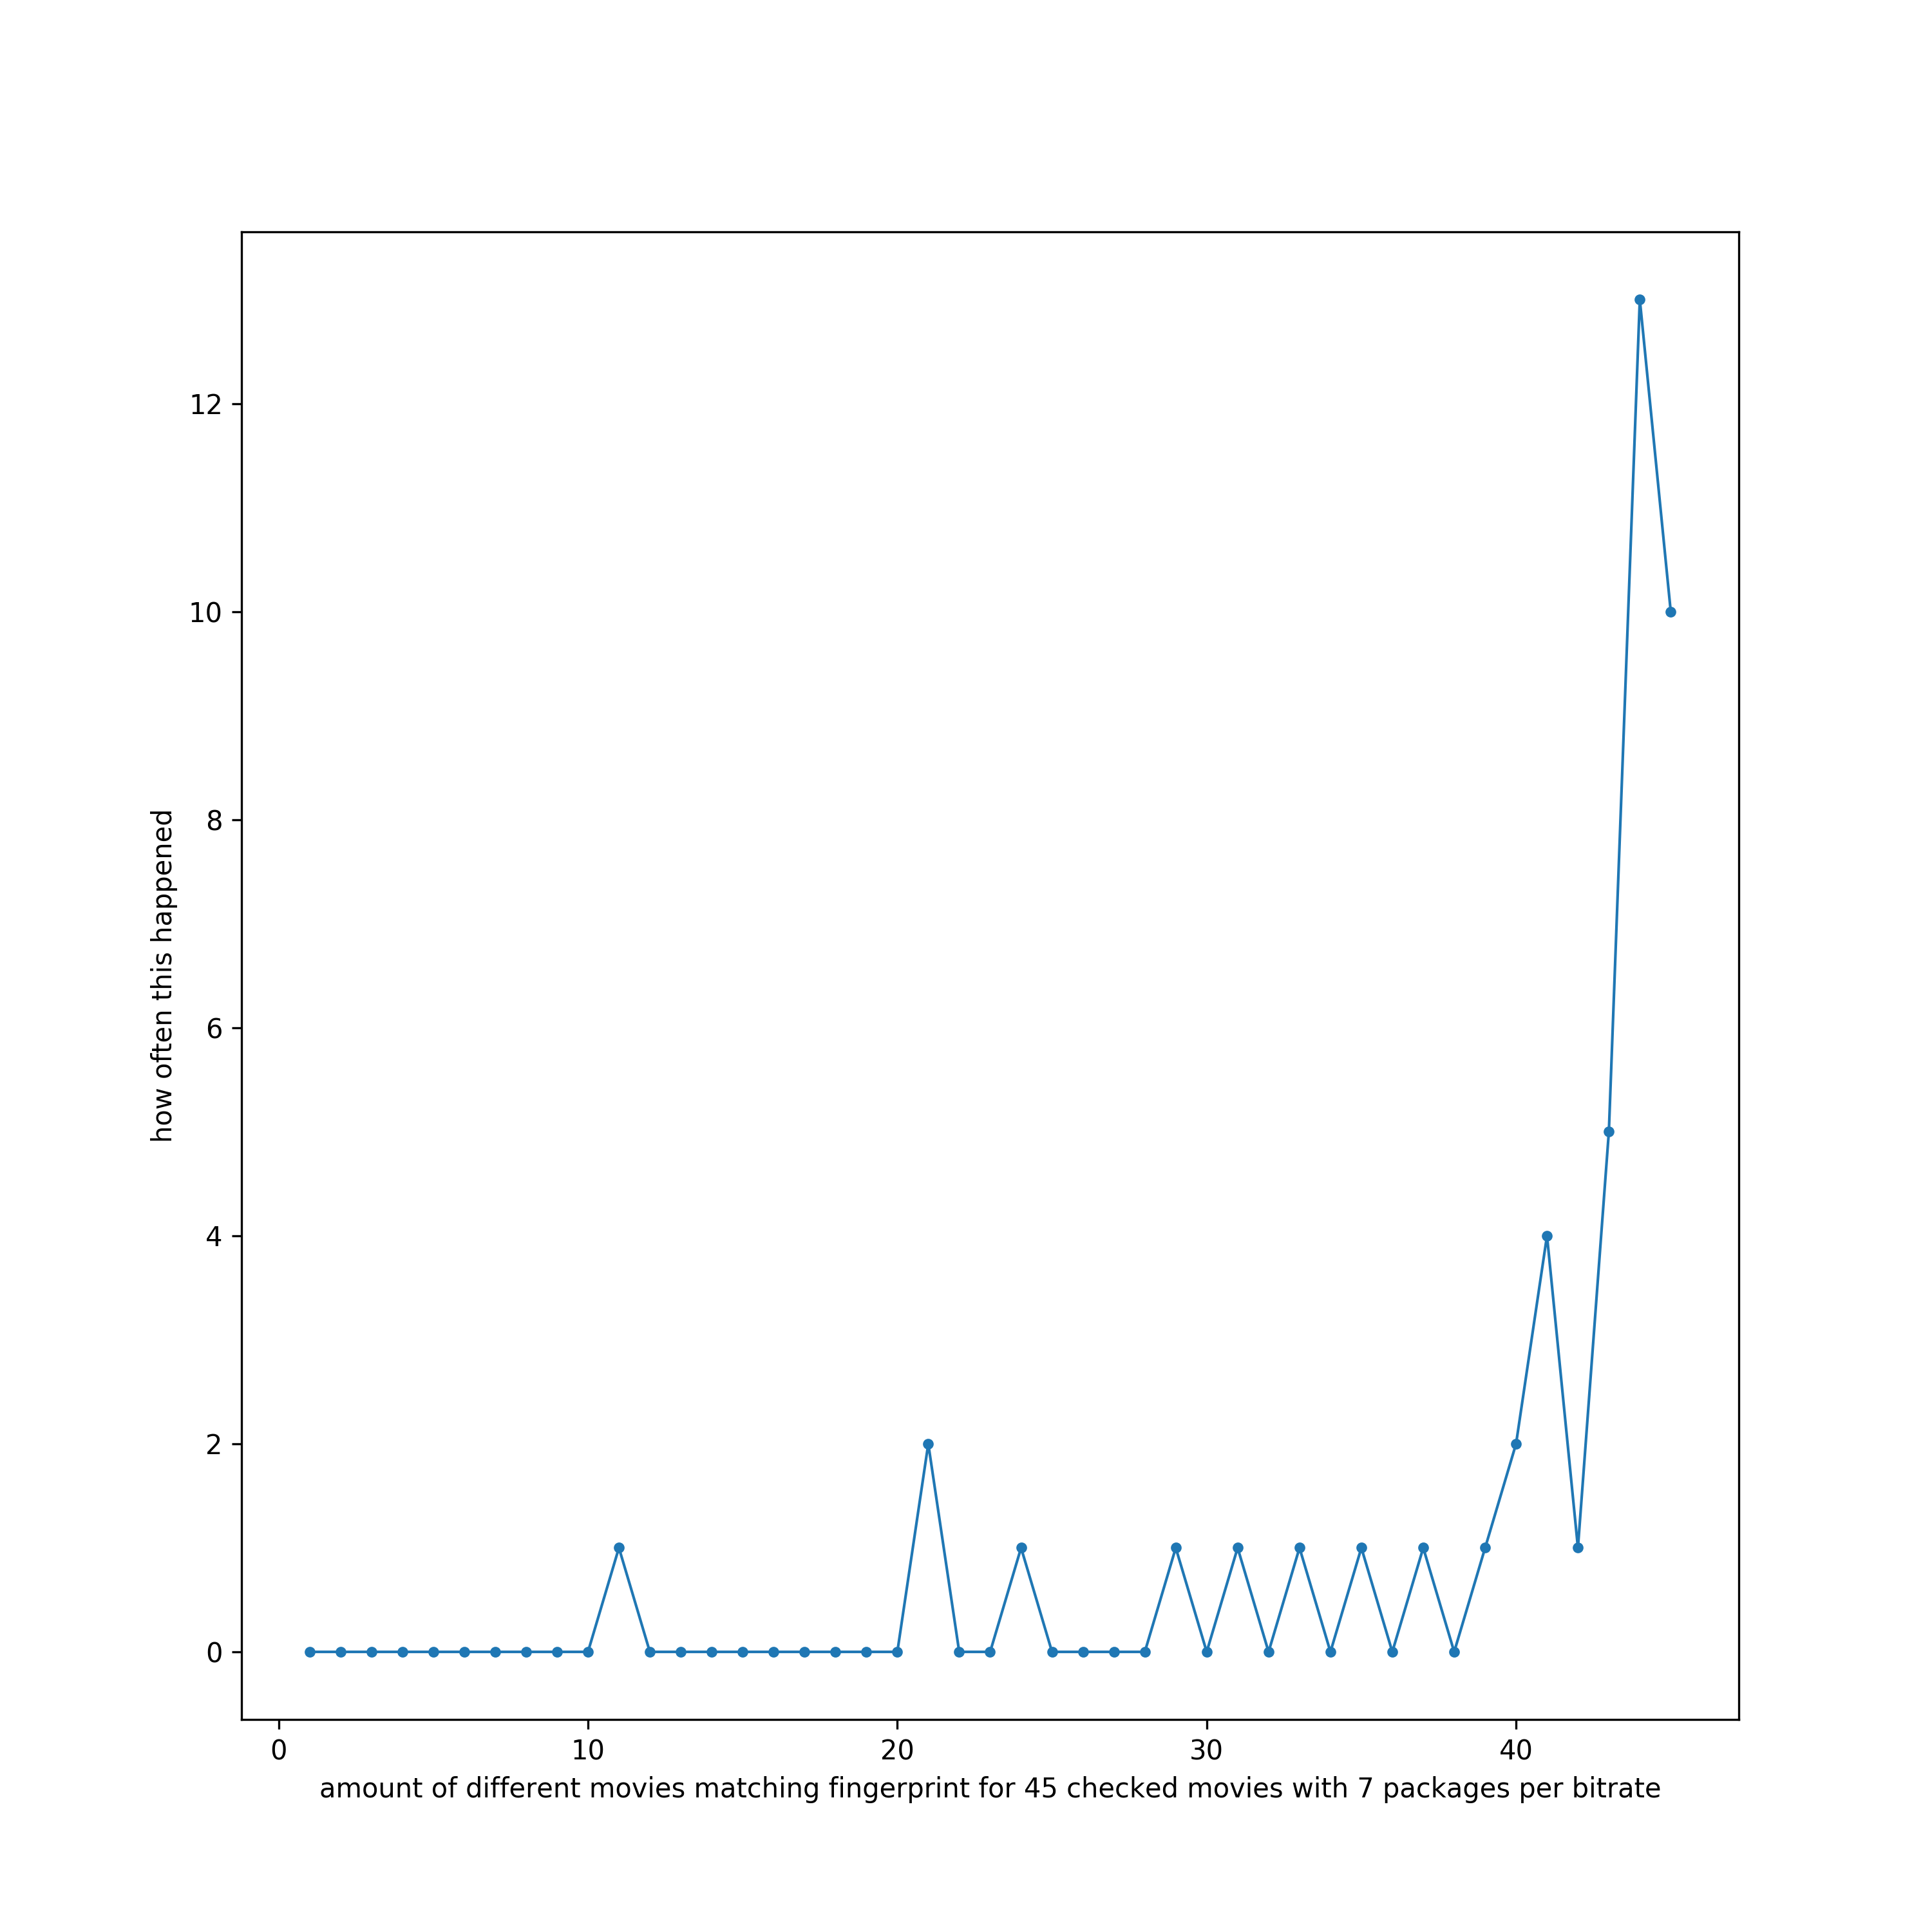 12
10
8
6
4
2
0
how often this happened
0 10 20 30 40
amount of different movies matching fingerprint for 45 checked movies with 7 packages per bitrate